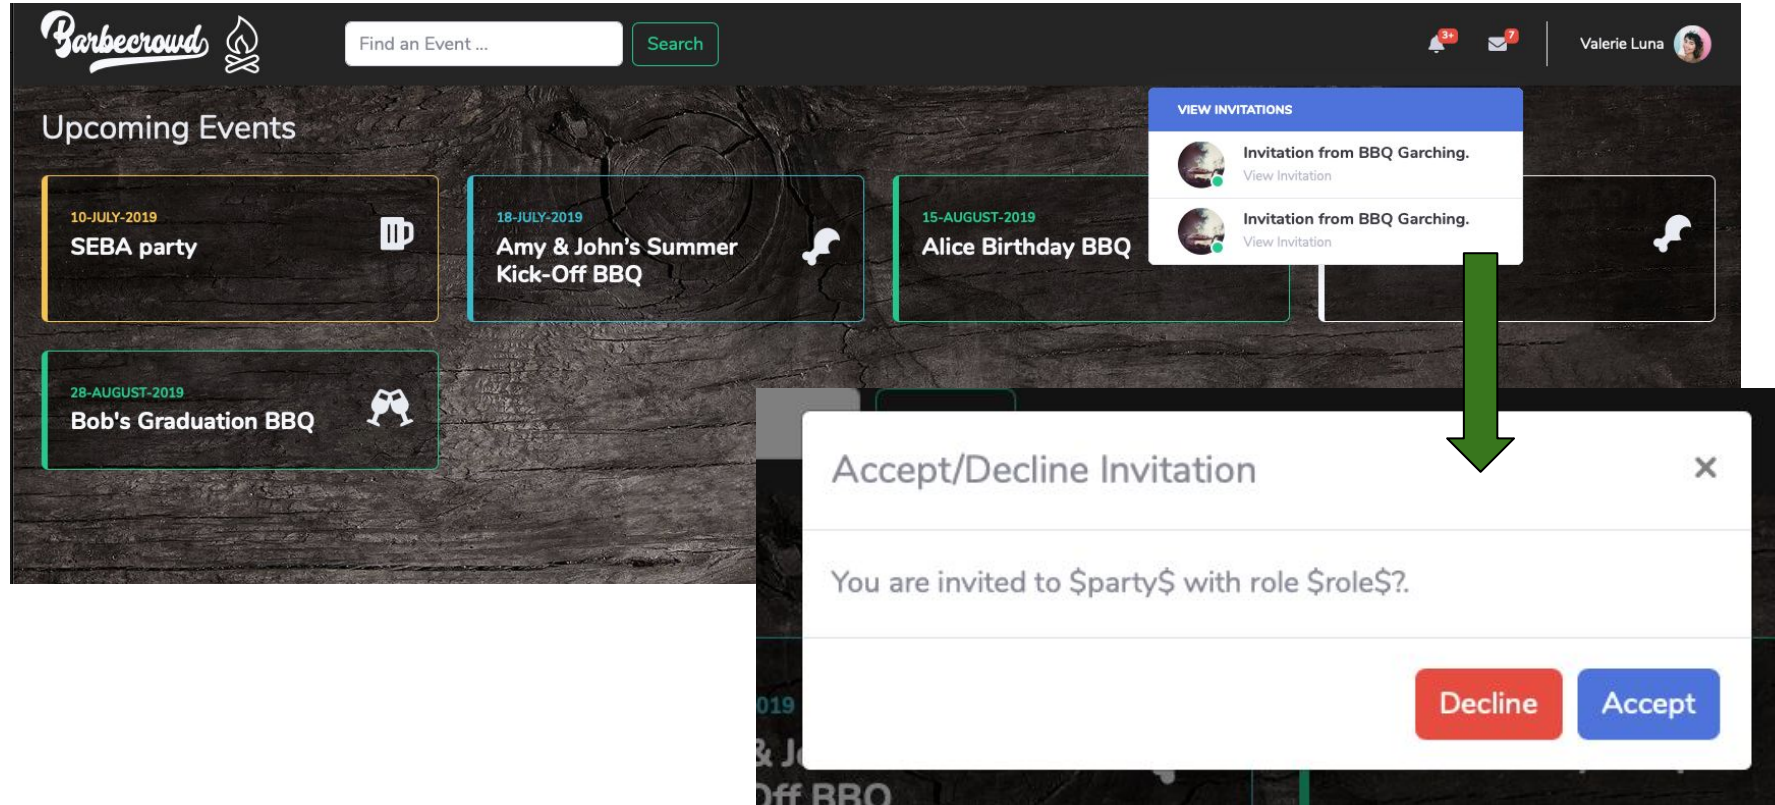 Barbecrowd
Find an Event ...
Search
3+
7
Valerie Luna
Upcoming Events
VIEW INVITATIONS
Invitation from BBQ Garching.
View Invitation
Invitation from BBQ Garching.
View Invitation
10-JULY-2019
SEBA party
18-JULY-2019
Amy & John's Summer
Kick-Off BBQ
15-AUGUST-2019
Alice Birthday BBQ
28-AUGUST-2019
Bob's Graduation BBQ
Accept/Decline Invitation
×
You are invited to $party$ with role $role$?.
Decline
Accept
019
& Jo
Off BBQ